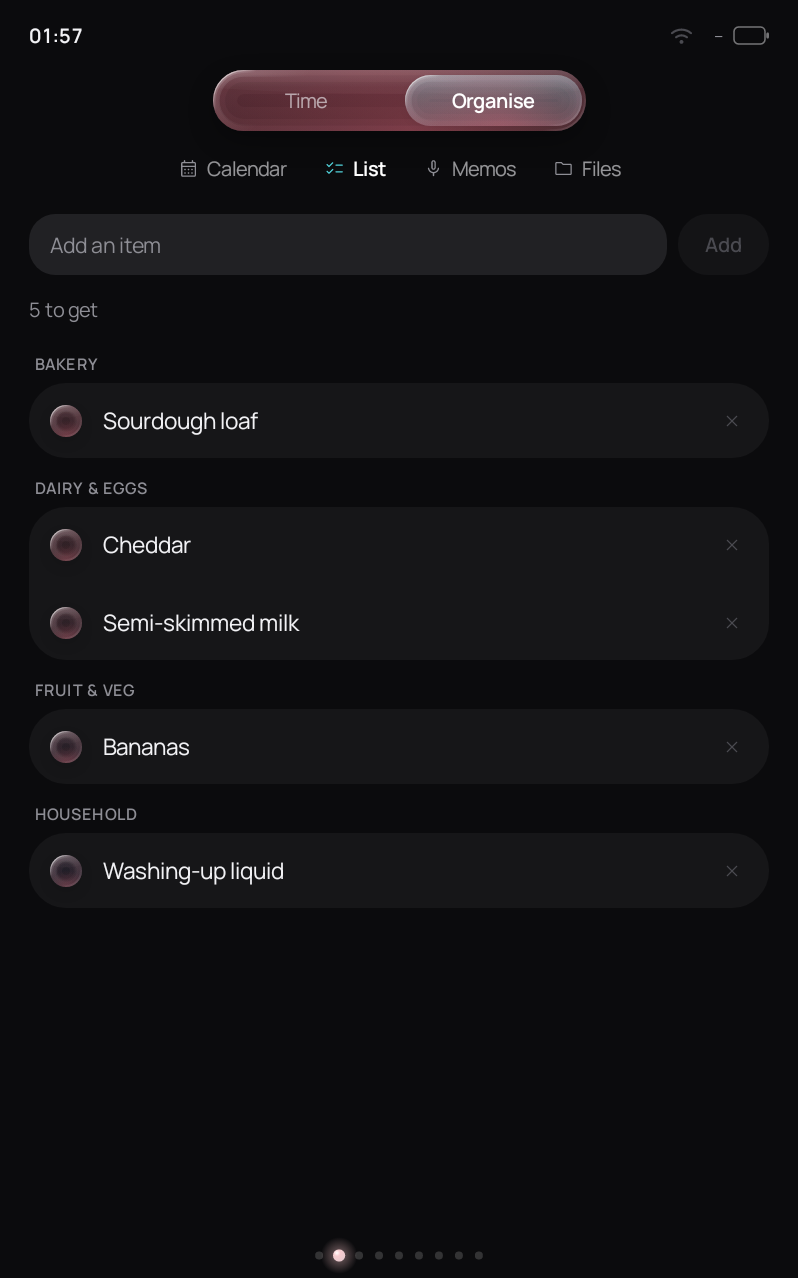 01:57
–
Time Organise
Calendar List Memos Files
Add an item Add
5 to get
BAKERY
Sourdough loaf
DAIRY & EGGS
Cheddar
Semi-skimmed milk
FRUIT & VEG
Bananas
HOUSEHOLD
Washing-up liquid